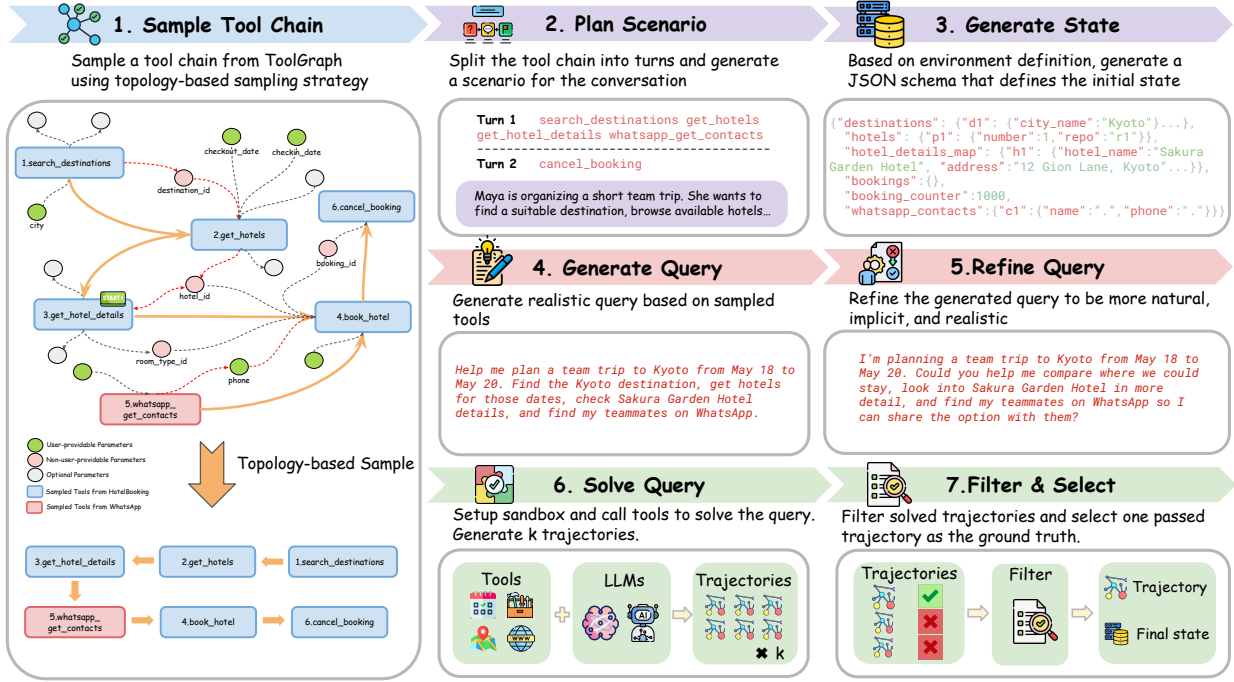 1. Sample Tool Chain
Sample a tool chain from ToolGraph
using topology-based sampling strategy
checkout_date
checkin_date
1.search_destinations
destination_id
city
6.cancel_booking
2.get_hotels
booking_id
hotel_id
START
3.get_hotel_details
4.book_hotel
room_type_id
phone
5.whatsapp_
get_contacts
User-providable Parameters
Non-user-providable Parameters
Optional Parameters
Sampled Tools from HotelBooking
Sampled Tools from WhatsApp
Topology-based Sample
3.get_hotel_details
2.get_hotels
1.search_destinations
5.whatsapp_
get_contacts
4.book_hotel
6.cancel_booking
2. Plan Scenario
Split the tool chain into turns and generate
a scenario for the conversation
Turn 1 search_destinations get_hotels
get_hotel_details whatsapp_get_contacts
Turn 2 cancel_booking
Maya is organizing a short team trip. She wants to
find a suitable destination, browse available hotels...
3. Generate State
Based on environment definition, generate a
JSON schema that defines the initial state
{"destinations": {"d1": {"city_name":"Kyoto"}...},
"hotels": {"p1": {"number":1,"repo":"r1"}},
"hotel_details_map": {"h1": {"hotel_name":"Sakura
Garden Hotel", "address":"12 Gion Lane, Kyoto"...}},
"bookings":{},
"booking_counter":1000,
"whatsapp_contacts":{"c1":{"name":".","phone":"."}}}
4. Generate Query
Generate realistic query based on sampled
tools
Help me plan a team trip to Kyoto from May 18 to
May 20. Find the Kyoto destination, get hotels
for those dates, check Sakura Garden Hotel
details, and find my teammates on WhatsApp.
5.Refine Query
Refine the generated query to be more natural,
implicit, and realistic
I'm planning a team trip to Kyoto from May 18 to
May 20. Could you help me compare where we could
stay, look into Sakura Garden Hotel in more
detail, and find my teammates on WhatsApp so I
can share the option with them?
6. Solve Query
Setup sandbox and call tools to solve the query.
Generate k trajectories.
Tools
LLMs
AI
Trajectories
WWW
✖ k
7.Filter & Select
Filter solved trajectories and select one passed
trajectory as the ground truth.
Trajectories
Filter
Trajectory
Final state